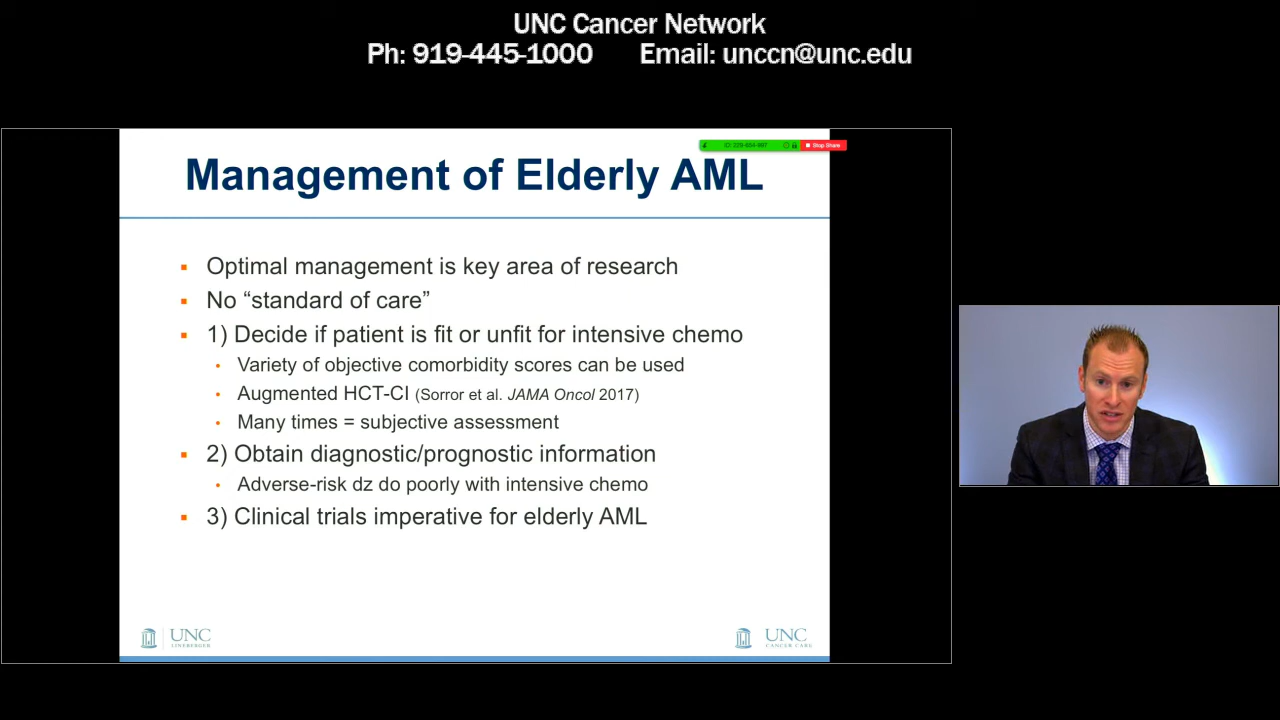 UNC Cancer Network
Ph: 919-445-1000 Email: unccn@unc.edu
Stop Share
Management of Elderly AML
Optimal management is key area of research
No “standard of care”
1) Decide if patient is fit or unfit for intensive chemo
Variety of objective comorbidity scores can be used
Augmented HCT-CI (Sorror et al. JAMA Oncol 2017)
Many times = subjective assessment
2) Obtain diagnostic/prognostic information
Adverse-risk dz do poorly with intensive chemo
3) Clinical trials imperative for elderly AML
UNC
LINEBERGER
UNC
CANCER CARE